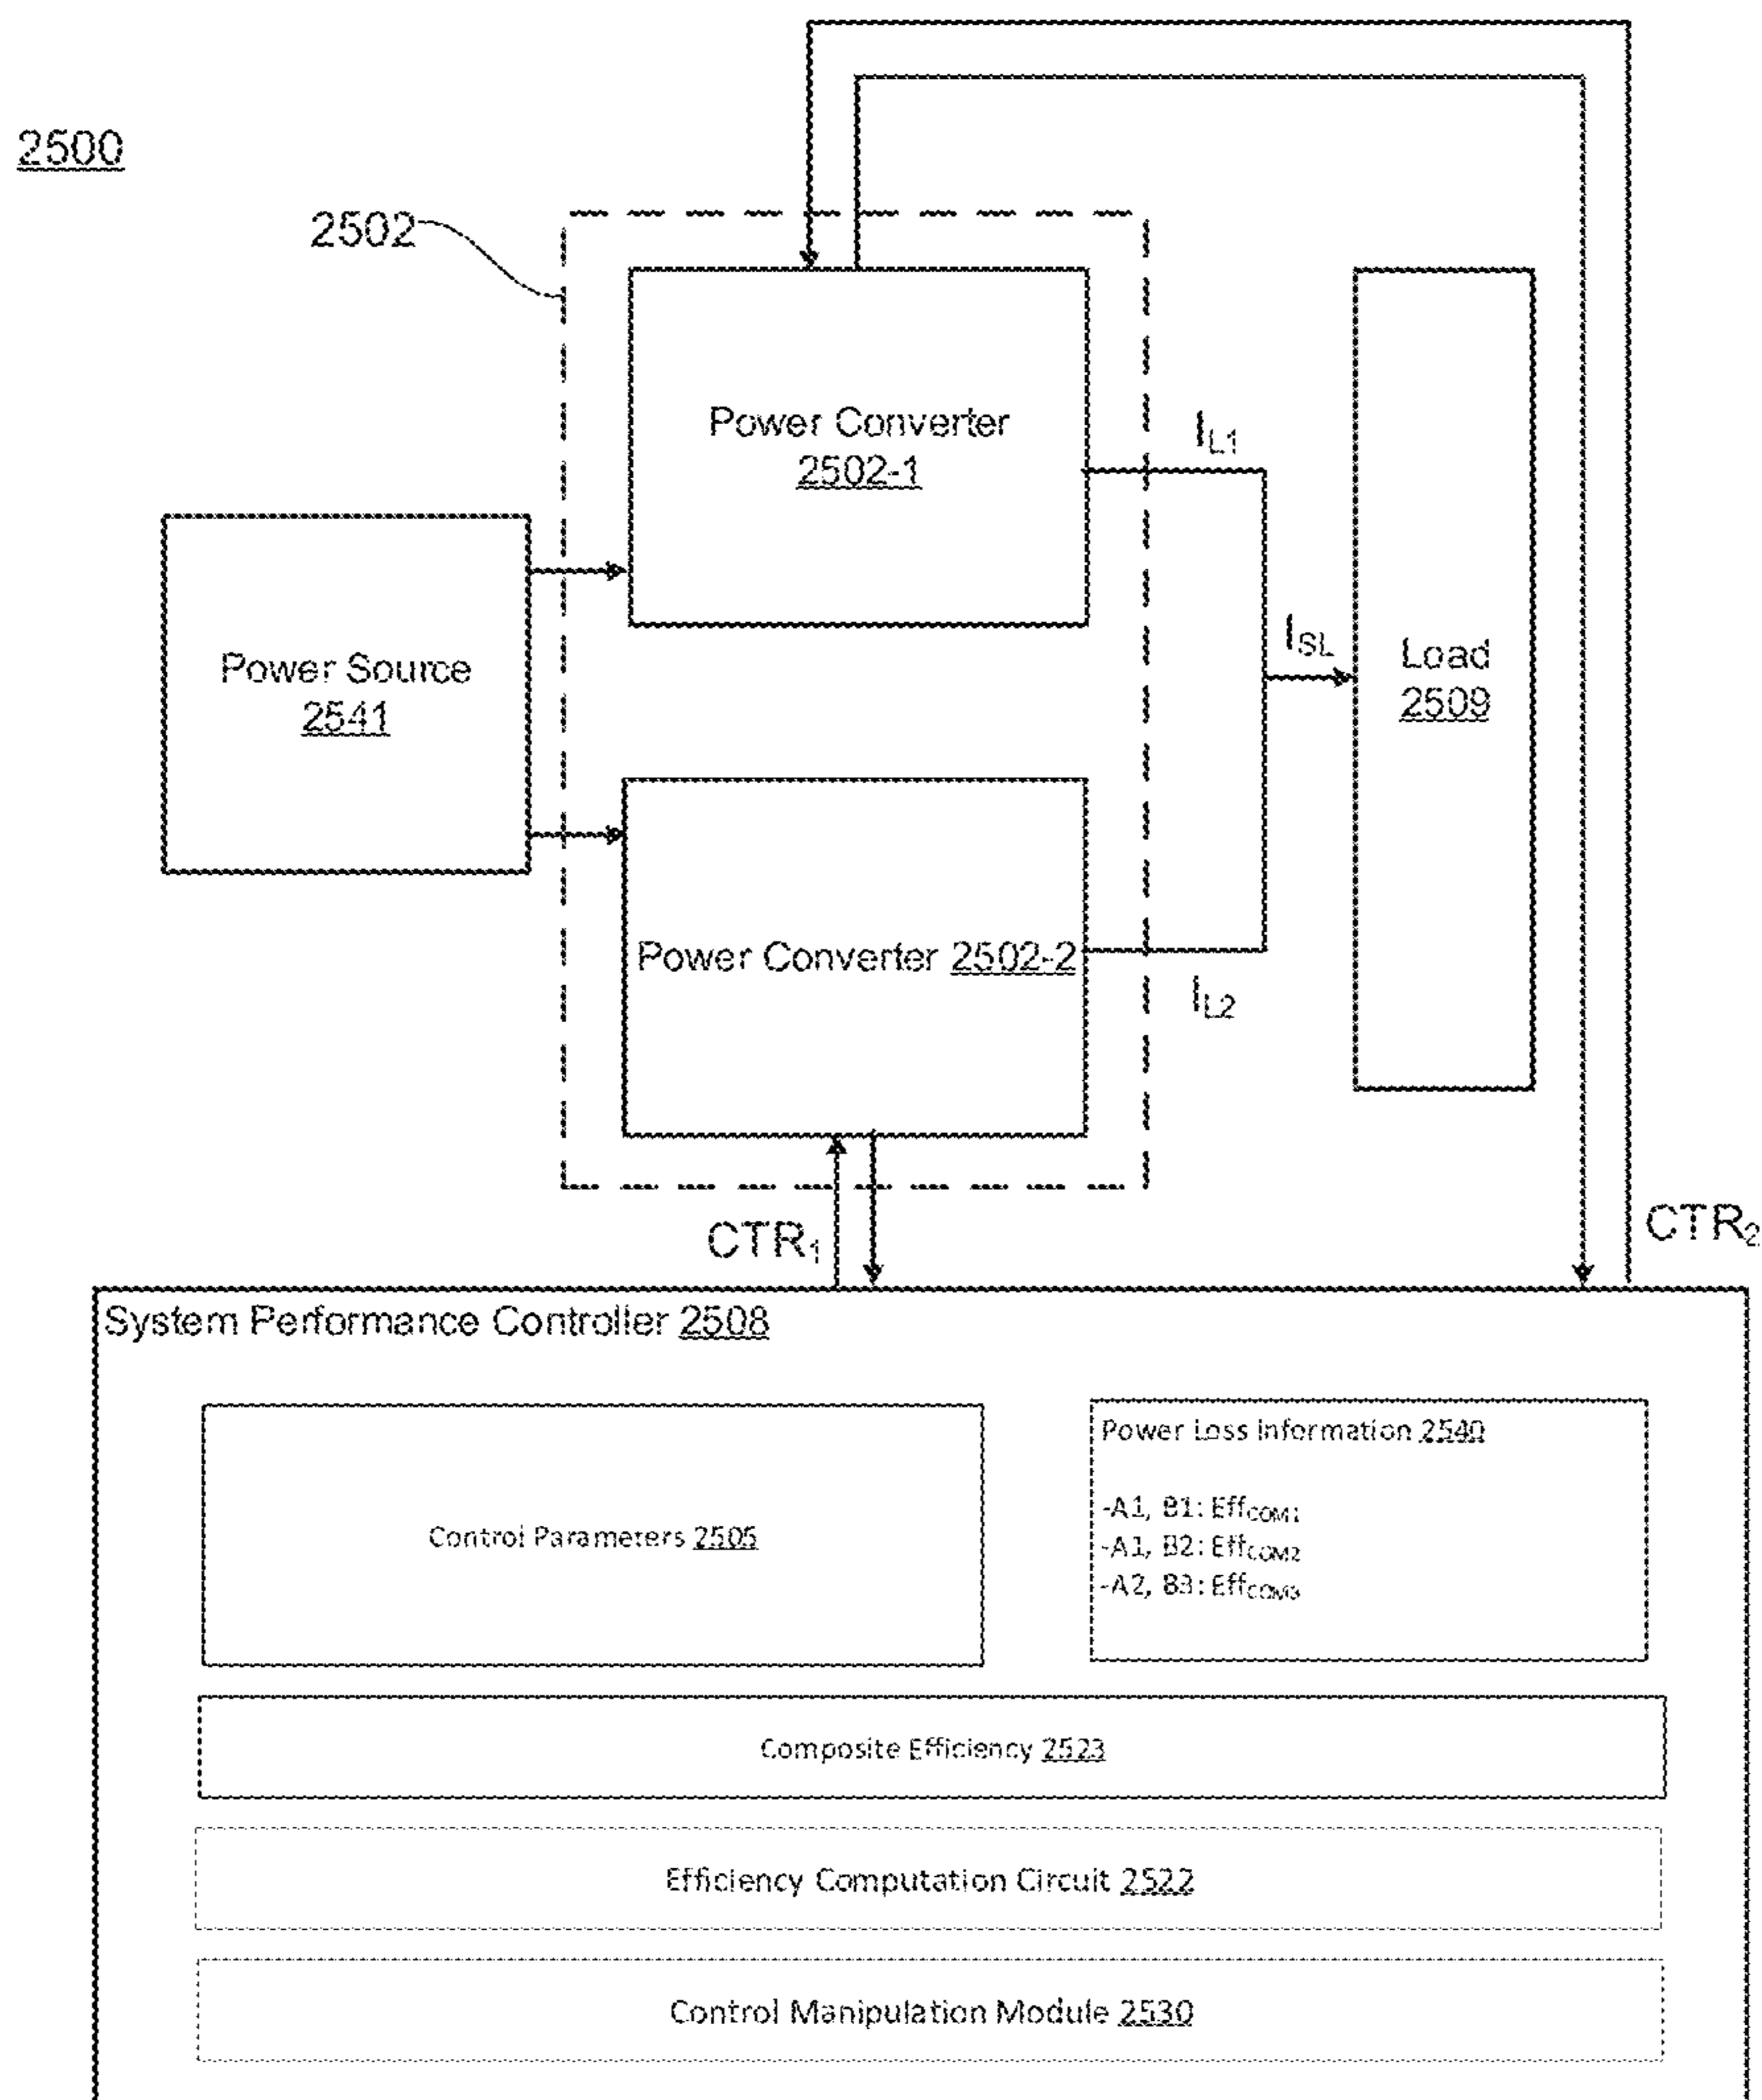 2500
2502
Power Converter
2502-1
I_L1
Power Source
2541
I_SL
Load
2509
Power Converter 2502-2
I_L2
CTR_1
CTR_2
System Performance Controller 2508
Control Parameters 2505
Power Loss Information 2540
-A1, B1: Eff_COM1
-A1, B2: Eff_COM2
-A2, B3: Eff_COM3
Composite Efficiency 2523
Efficiency Computation Circuit 2522
Control Manipulation Module 2530